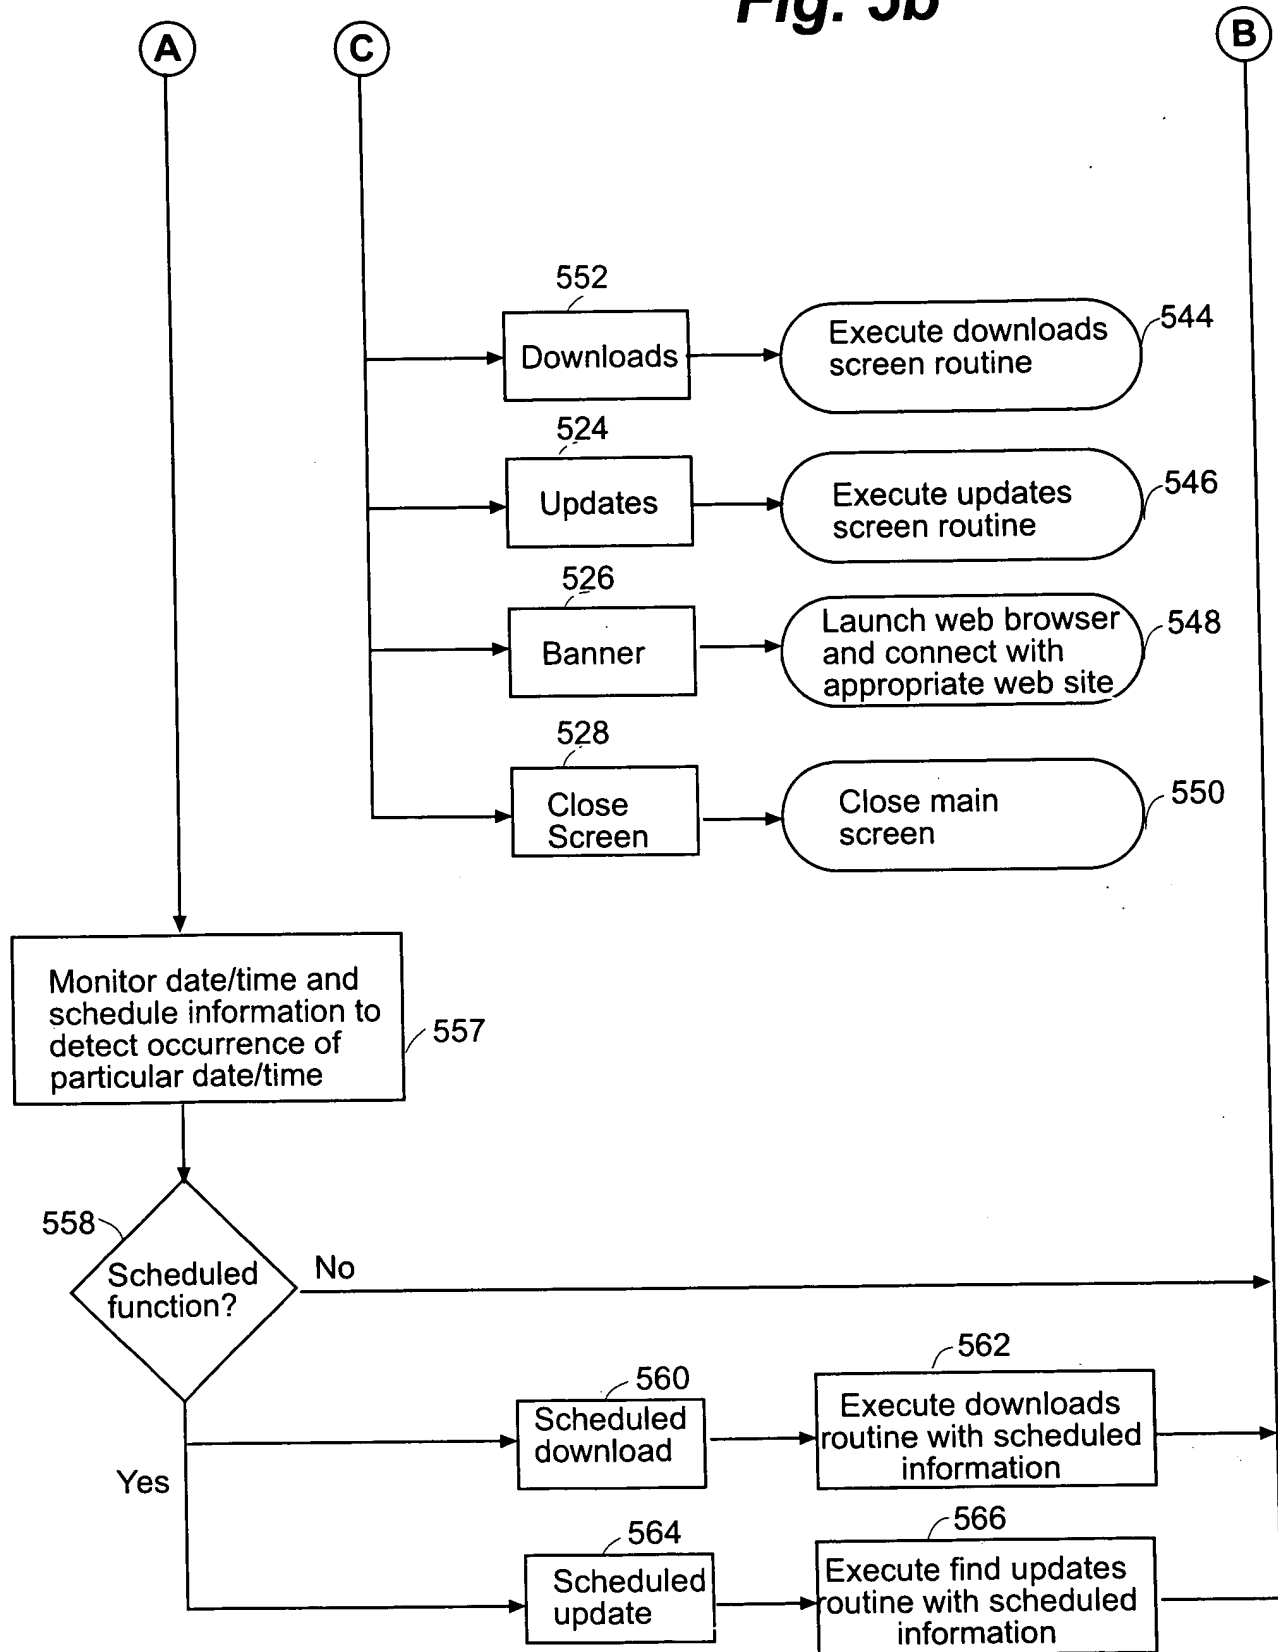 Fig. 5b
A
C
B
552
Downloads
Execute downloads
screen routine
544
524
Updates
Execute updates
screen routine
546
526
Banner
Launch web browser
and connect with
appropriate web site
548
528
Close
Screen
Close main
screen
550
Monitor date/time and
schedule information to
detect occurrence of
particular date/time
557
558
Scheduled
function?
No
Yes
560
Scheduled
download
562
Execute downloads
routine with scheduled
information
564
Scheduled
update
566
Execute find updates
routine with scheduled
information